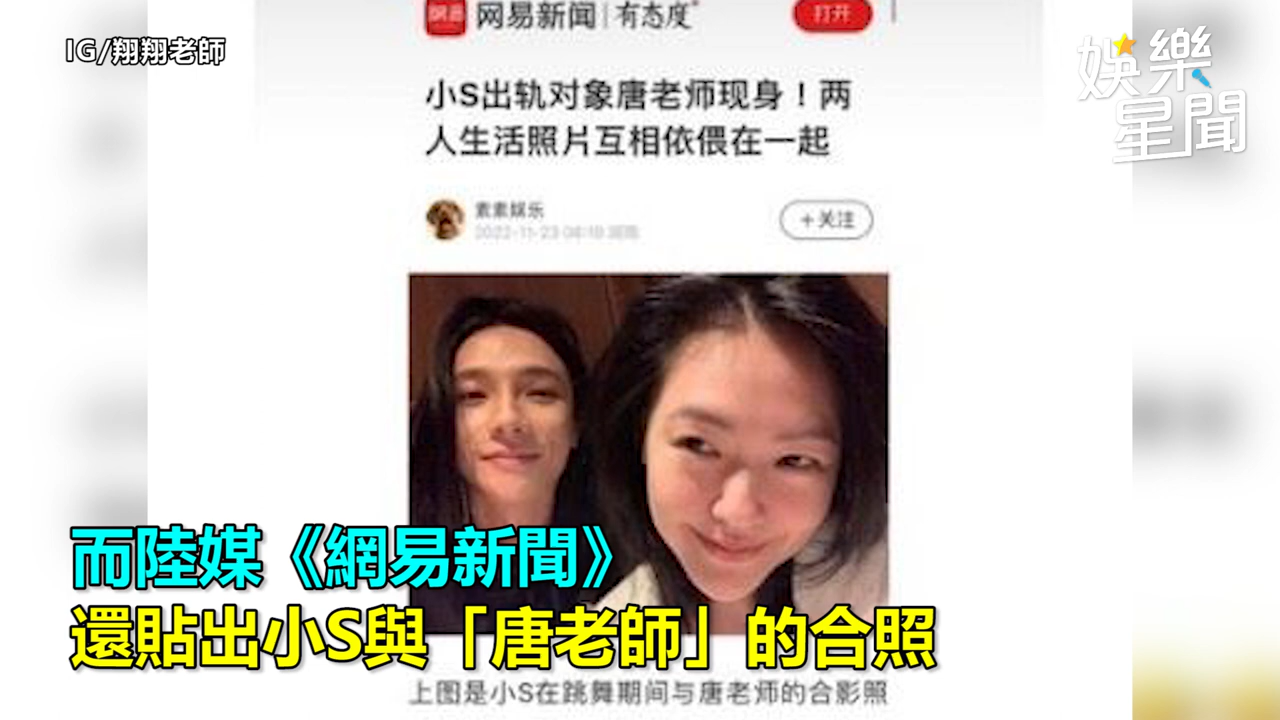 IG/翔翔老師
網易
网易新闻
有态度
打开
娛樂
星聞
小S出轨对象唐老师现身！两
人生活照片互相依偎在一起
素素娱乐
+关注
而陸媒《網易新聞》
還貼出小S與「唐老師」的合照
上图是小S在跳舞期间与唐老师的合影照